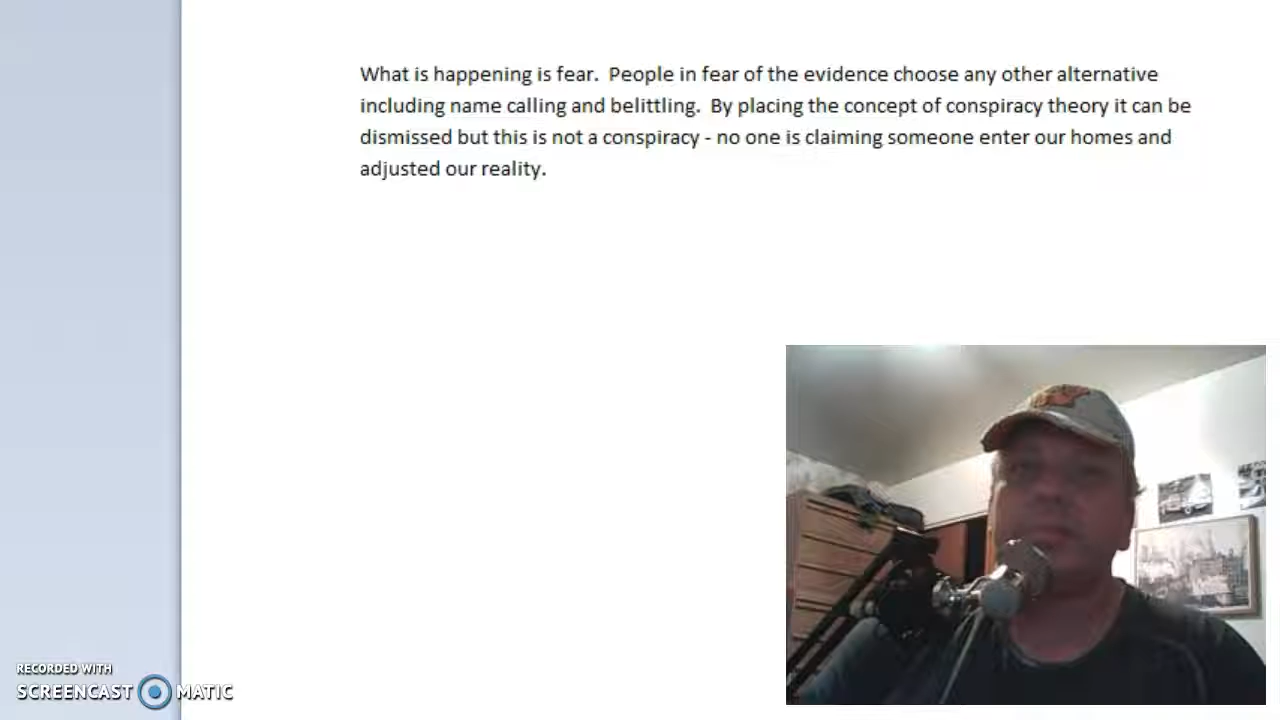 What is happening is fear.  People in fear of the evidence choose any other alternative
including name calling and belittling.  By placing the concept of conspiracy theory it can be
dismissed but this is not a conspiracy - no one is claiming someone enter our homes and
adjusted our reality.
RECORDED WITH
SCREENCAST MATIC